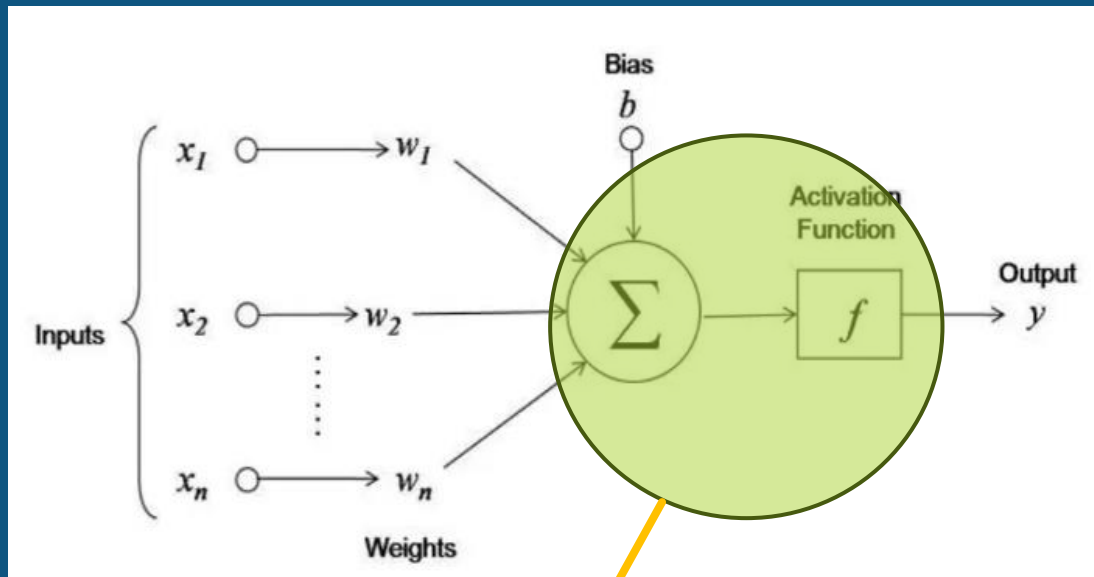 Bias
b
x₁ w₁
Activation
Function
Σ
f
Output
y
Inputs
x₂ w₂
xₙ wₙ
Weights